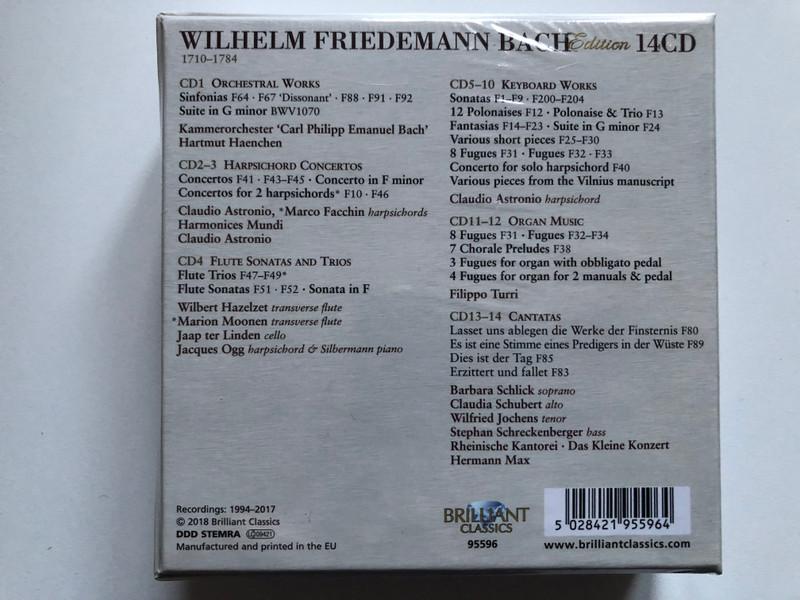 WILHELM FRIEDEMANN BACH Edition 14CD
1710–1784
CD1 ORCHESTRAL WORKS
Sinfonias F64 · F67 ‘Dissonant’ · F88 · F91 · F92
Suite in G minor BWV1070
Kammerorchester ‘Carl Philipp Emanuel Bach’
Hartmut Haenchen
CD2–3 HARPSICHORD CONCERTOS
Concertos F41 · F43–F45 · Concerto in F minor
Concertos for 2 harpsichords* F10 · F46
Claudio Astronio, *Marco Facchin harpsichords
Harmonices Mundi
Claudio Astronio
CD4 FLUTE SONATAS AND TRIOS
Flute Trios F47–F49*
Flute Sonatas F51 · F52 · Sonata in F
Wilbert Hazelzet transverse flute
*Marion Moonen transverse flute
Jaap ter Linden cello
Jacques Ogg harpsichord & Silbermann piano
CD5–10 KEYBOARD WORKS
Sonatas F1–F9 · F200–F204
12 Polonaises F12 · Polonaise & Trio F13
Fantasias F14–F23 · Suite in G minor F24
Various short pieces F25–F30
8 Fugues F31 · Fugues F32 · F33
Concerto for solo harpsichord F40
Various pieces from the Vilnius manuscript
Claudio Astronio harpsichord
CD11–12 ORGAN MUSIC
8 Fugues F31 · Fugues F32–F34
7 Chorale Preludes F38
3 Fugues for organ with obbligato pedal
4 Fugues for organ for 2 manuals & pedal
Filippo Turri
CD13–14 CANTATAS
Lasset uns ablegen die Werke der Finsternis F80
Es ist eine Stimme eines Predigers in der Wüste F89
Dies ist der Tag F85
Erzittert und fallet F83
Barbara Schlick soprano
Claudia Schubert alto
Wilfried Jochens tenor
Stephan Schreckenberger bass
Rheinische Kantorei · Das Kleine Konzert
Hermann Max
Recordings: 1994–2017
© 2018 Brilliant Classics
DDD STEMRA LC09421
Manufactured and printed in the EU
BRILLIANT
CLASSICS
95596
5 028421 955964
www.brilliantclassics.com